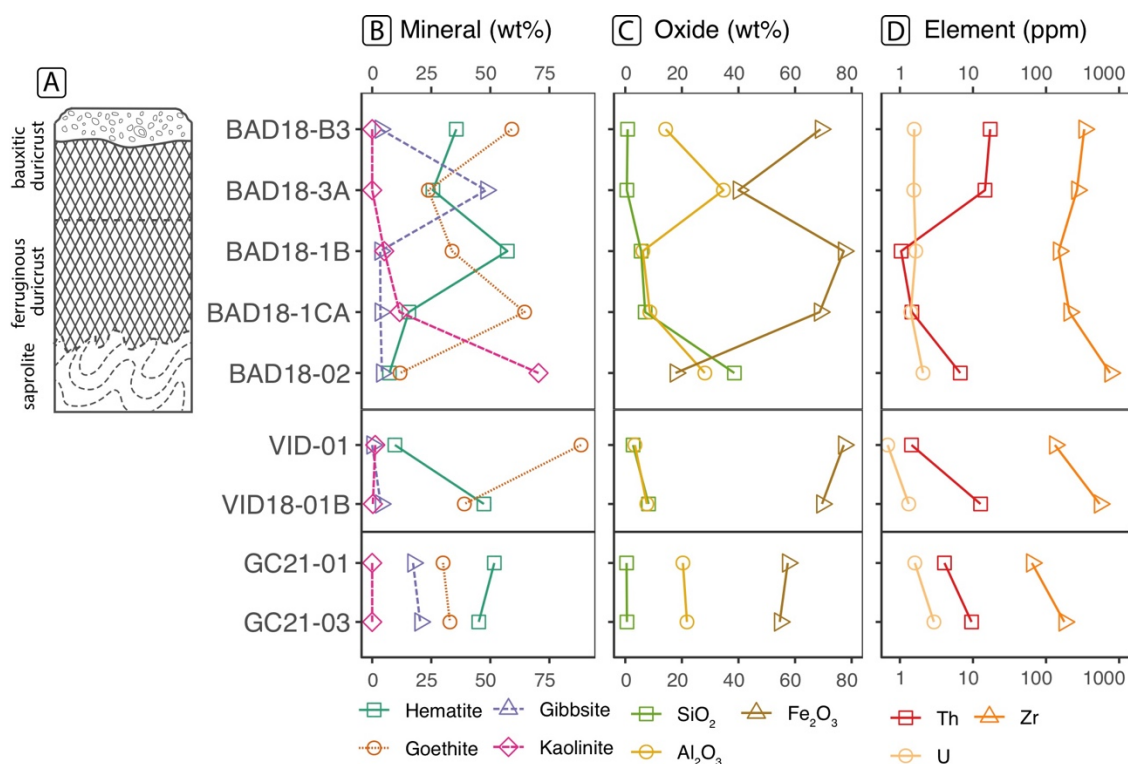 A
bauxitic
duricrust
ferruginous
duricrust
saprolite
B Mineral (wt%)
C Oxide (wt%)
D Element (ppm)
0 25 50 75
0 20 40 60 80
1 10 100 1000
BAD18-B3
BAD18-3A
BAD18-1B
BAD18-1CA
BAD18-02
VID-01
VID18-01B
GC21-01
GC21-03
0 25 50 75
0 20 40 60 80
1 10 100 1000
Hematite Gibbsite
Goethite Kaolinite
SiO₂ Fe₂O₃
Al₂O₃
Th Zr
U